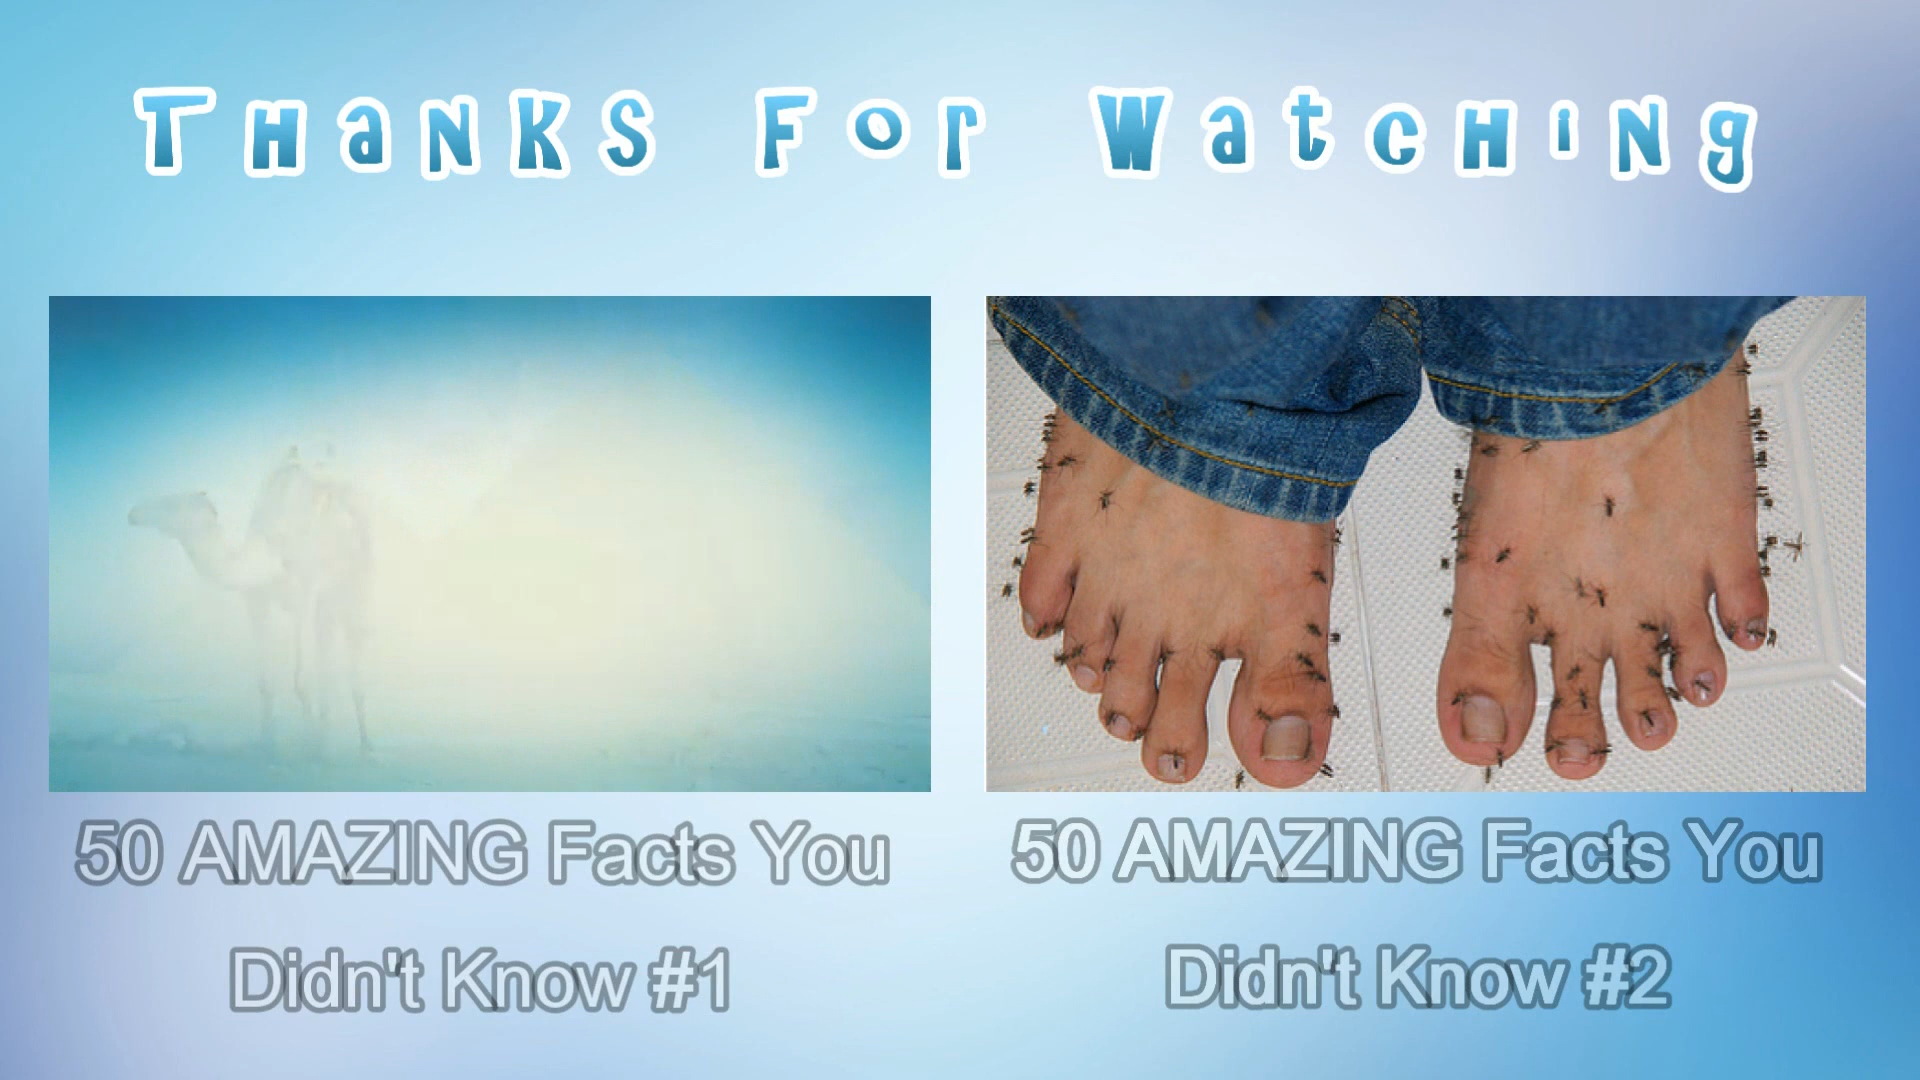 Thanks For Watching
50 AMAZING Facts You
Didn't Know #1
50 AMAZING Facts You
Didn't Know #2